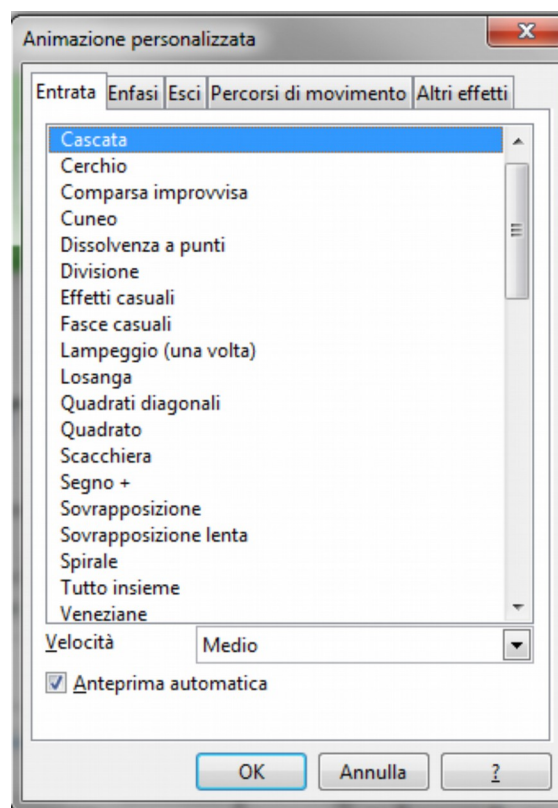 Animazione personalizzata
Entrata Enfasi Esci Percorsi di movimento Altri effetti
Cascata
Cerchio
Comparsa improvvisa
Cuneo
Dissolvenza a punti
Divisione
Effetti casuali
Fasce casuali
Lampeggio (una volta)
Losanga
Quadrati diagonali
Quadrato
Scacchiera
Segno +
Sovrapposizione
Sovrapposizione lenta
Spirale
Tutto insieme
Veneziane
Velocità Medio
Anteprima automatica
OK Annulla ?